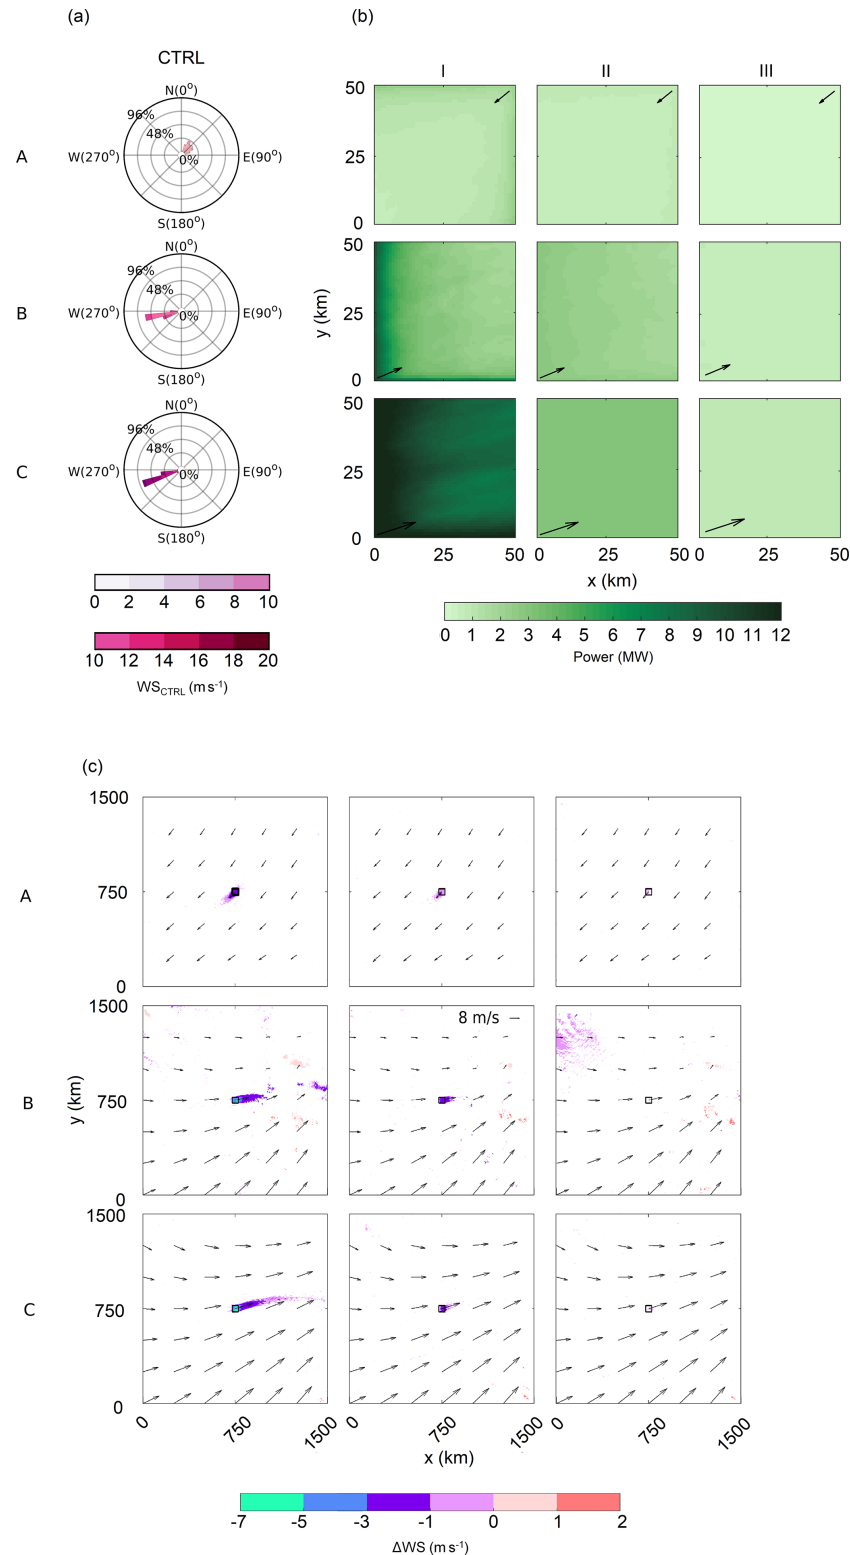 (a)
(b)
CTRL
I
II
III
A
N(0°)
96%
48%
0%
W(270°)
E(90°)
S(180°)
50
25
0
B
N(0°)
96%
48%
0%
W(270°)
E(90°)
S(180°)
y (km)
50
25
0
C
N(0°)
96%
48%
0%
W(270°)
E(90°)
S(180°)
50
25
0
0 25 50 0 25 50 0 25 50
x (km)
0 2 4 6 8 10
10 12 14 16 18 20
WSCTRL (m s-1)
0 1 2 3 4 5 6 7 8 9 10 11 12
Power (MW)
(c)
A
1500
750
0
B
y (km)
1500
750
0
8 m/s
C
1500
750
0
0 750 1500 0 750 1500 0 750 1500
x (km)
-7 -5 -3 -1 0 1 2
ΔWS (m s-1)